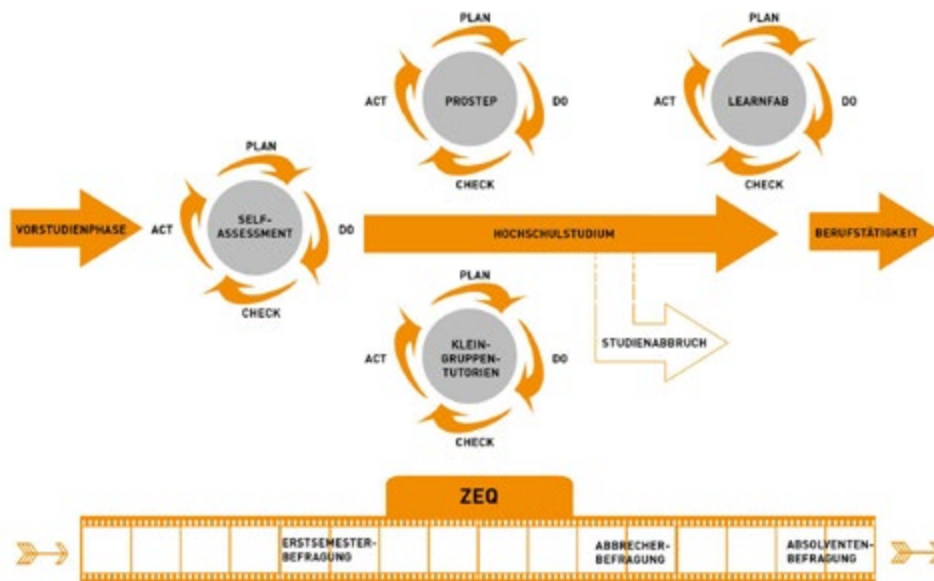 PLAN
ACT
PROSTEP
DO
CHECK
PLAN
ACT
LEARNFAB
DO
CHECK
VORSTUDIENPHASE
PLAN
ACT
SELF-
ASSESSMENT
DO
CHECK
HOCHSCHULSTUDIUM
BERUFSTÄTIGKEIT
PLAN
ACT
KLEIN-
GRUPPEN-
TUTORIEN
DO
CHECK
STUDIENABBRUCH
ZEQ
ERSTSEMESTER-
BEFRAGUNG
ABBRECHER-
BEFRAGUNG
ABSOLVENTEN-
BEFRAGUNG